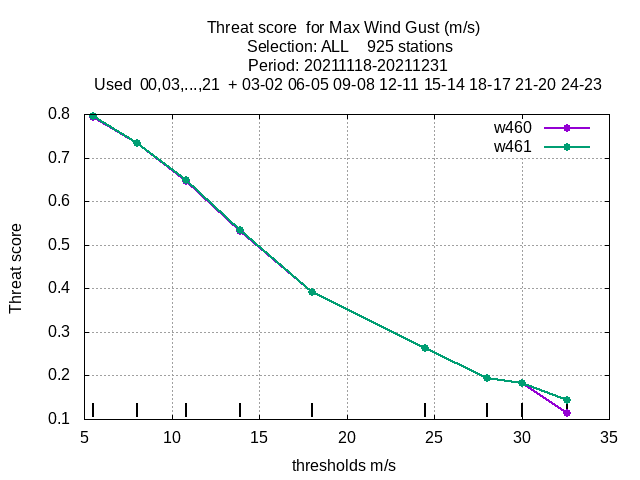 Threat score  for Max Wind Gust (m/s)
Selection: ALL    925 stations
Period: 20211118-20211231
Used  00,03,...,21  + 03-02 06-05 09-08 12-11 15-14 18-17 21-20 24-23
w460
w461
0.8
0.7
0.6
0.5
0.4
0.3
0.2
0.1
Threat score
5 10 15 20 25 30 35
thresholds m/s